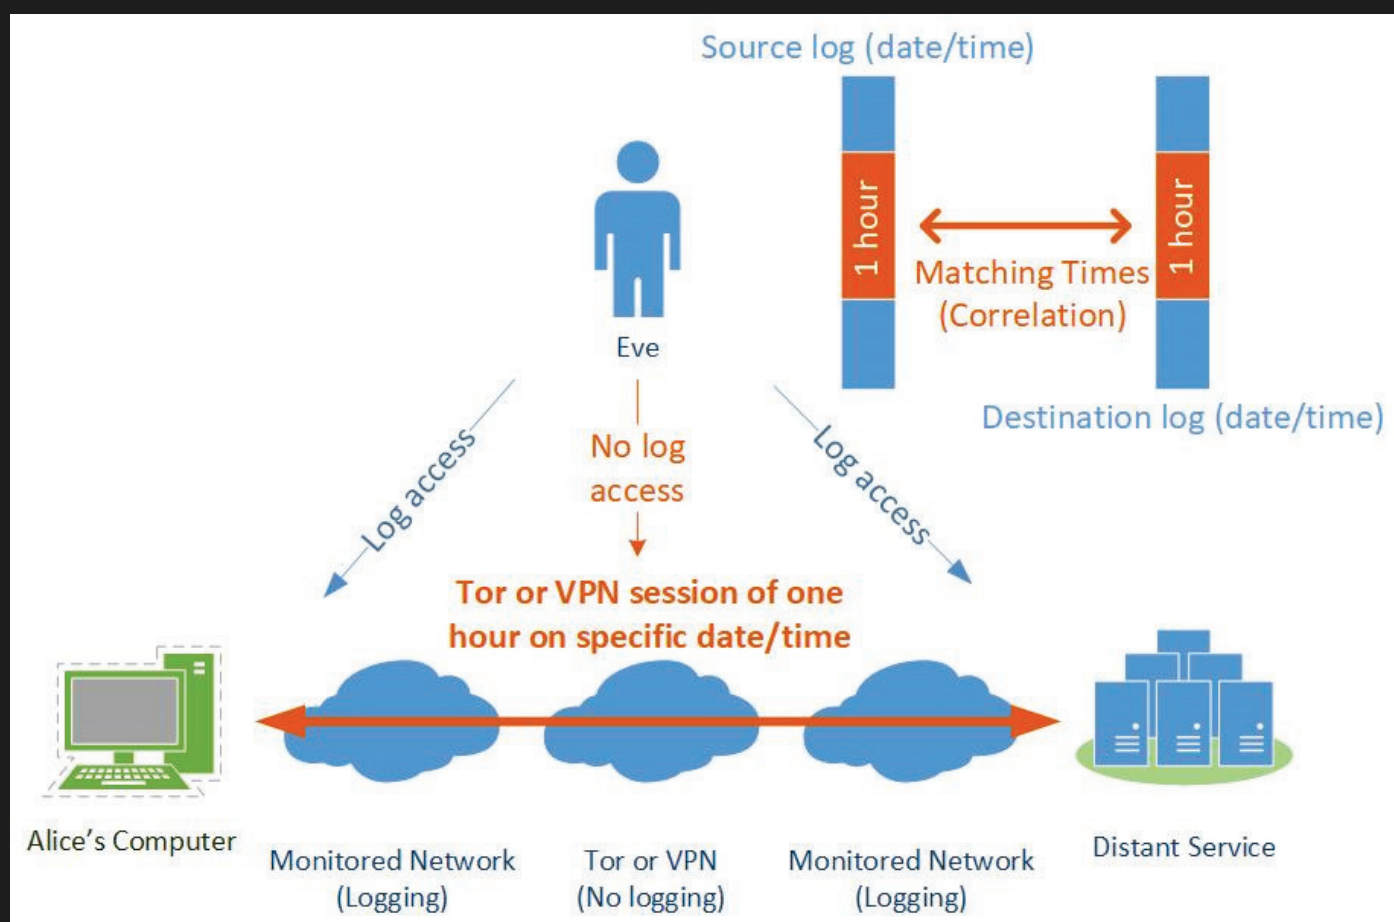 Source log (date/time)
1 hour
1 hour
Matching Times
(Correlation)
Destination log (date/time)
Eve
Log access
No log
access
Log access
Tor or VPN session of one
hour on specific date/time
Alice's Computer
Monitored Network
(Logging)
Tor or VPN
(No logging)
Monitored Network
(Logging)
Distant Service